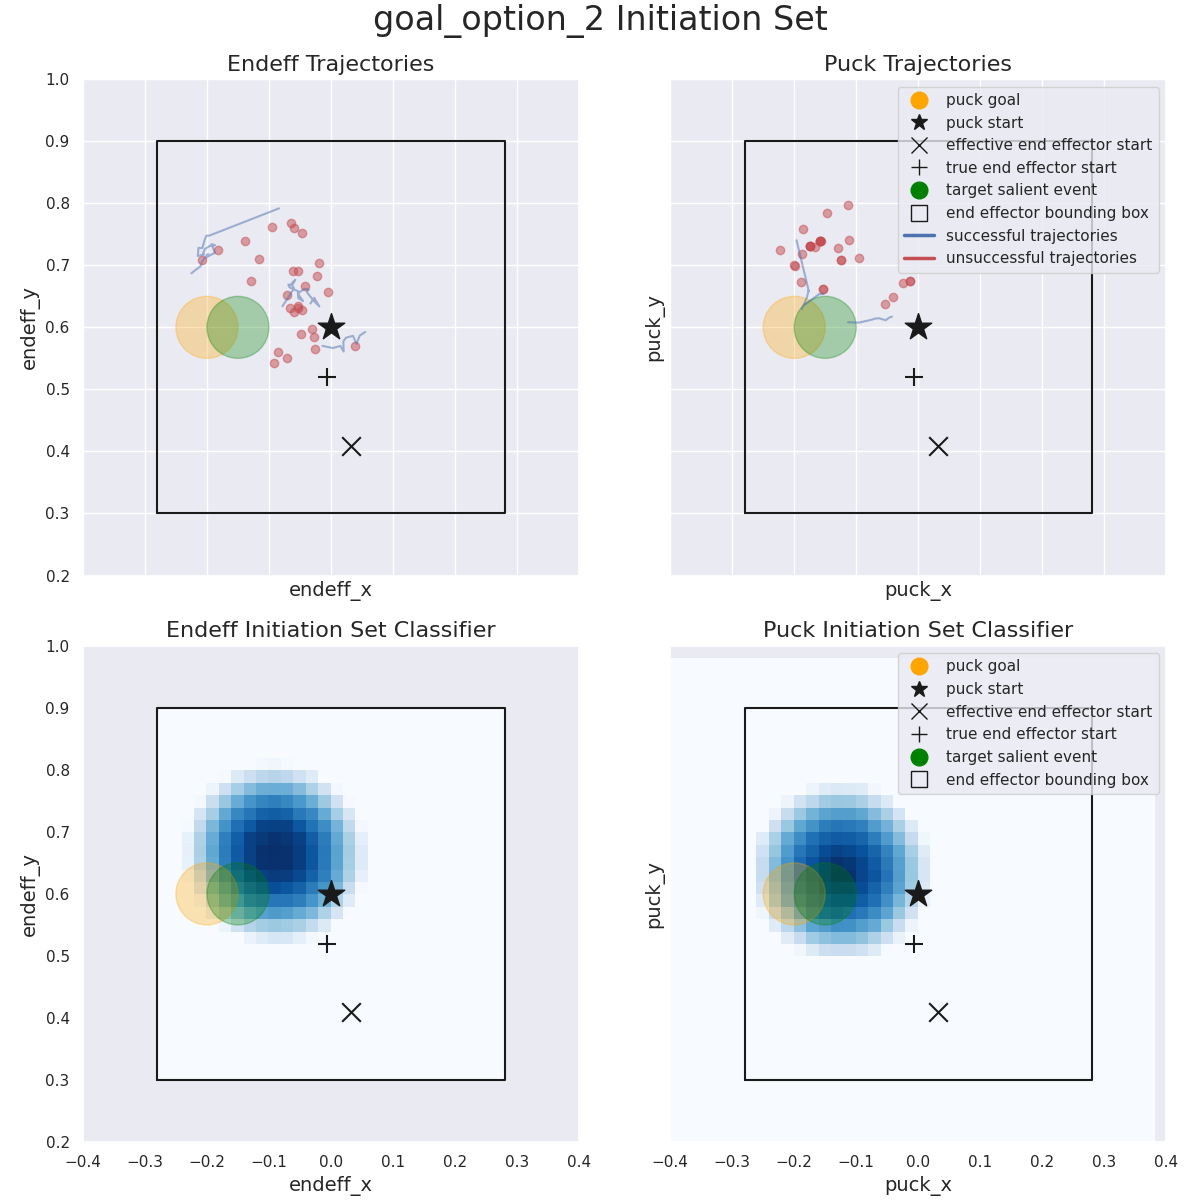 goal_option_2 Initiation Set
Endeff Trajectories
1.0
0.9
0.8
0.7
0.6
0.5
0.4
0.3
0.2
endeff_y
endeff_x
Puck Trajectories
puck goal
puck start
effective end effector start
true end effector start
target salient event
end effector bounding box
successful trajectories
unsuccessful trajectories
puck_y
puck_x
Endeff Initiation Set Classifier
1.0
0.9
0.8
0.7
0.6
0.5
0.4
0.3
0.2
endeff_y
−0.4 −0.3 −0.2 −0.1 0.0 0.1 0.2 0.3 0.4
endeff_x
Puck Initiation Set Classifier
puck goal
puck start
effective end effector start
true end effector start
target salient event
end effector bounding box
puck_y
−0.4 −0.3 −0.2 −0.1 0.0 0.1 0.2 0.3 0.4
puck_x